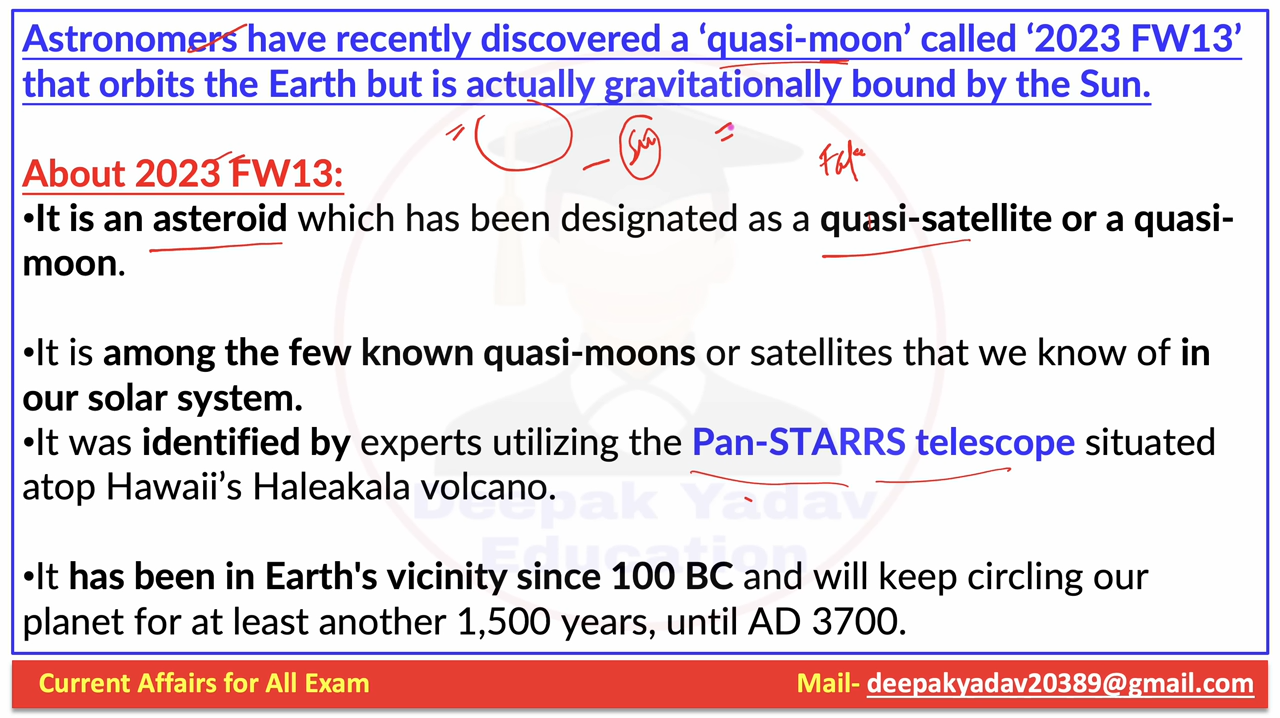 Astronomers have recently discovered a ‘quasi-moon’ called ‘2023 FW13’
that orbits the Earth but is actually gravitationally bound by the Sun.
Sun
About 2023 FW13:
•It is an asteroid which has been designated as a quasi-satellite or a quasi-
moon.
•It is among the few known quasi-moons or satellites that we know of in
our solar system.
•It was identified by experts utilizing the Pan-STARRS telescope situated
atop Hawaii’s Haleakala volcano.
Deepak Yadav
Education
•It has been in Earth's vicinity since 100 BC and will keep circling our
planet for at least another 1,500 years, until AD 3700.
Current Affairs for All Exam
Mail- deepakyadav20389@gmail.com